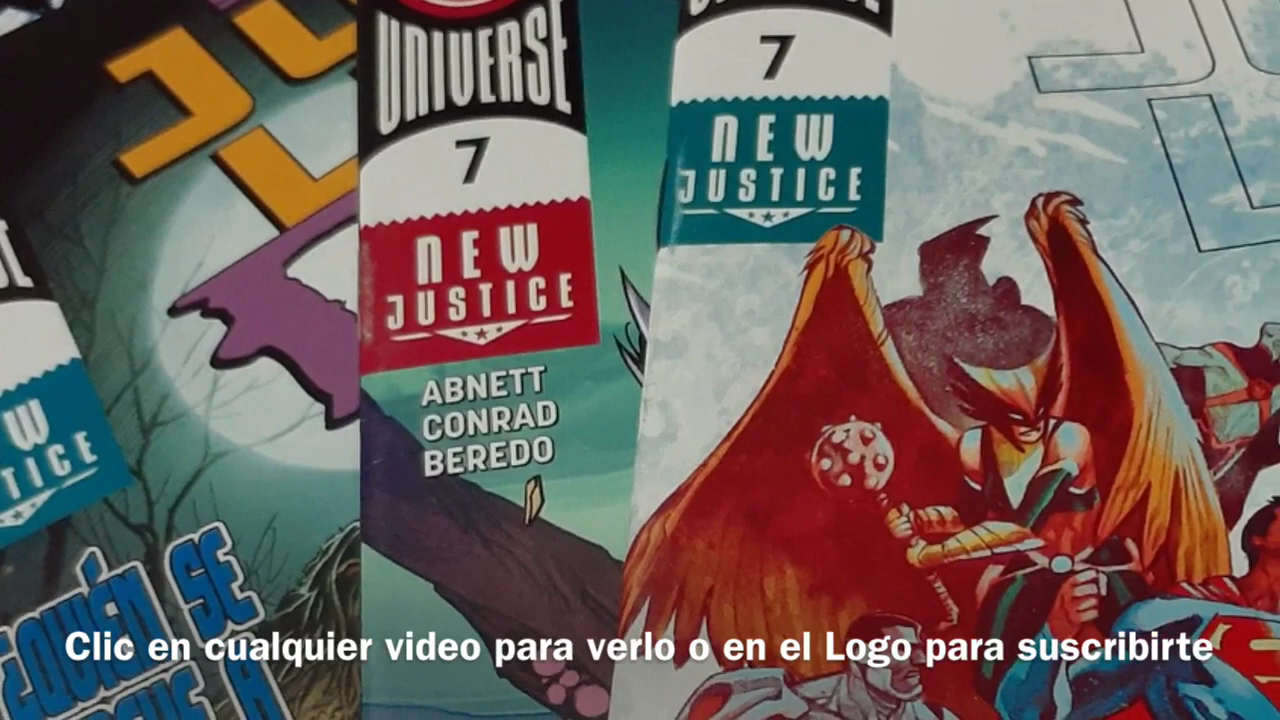 UNIVERSE
7
NEW
JUSTICE
ABNETT
CONRAD
BEREDO
7
NEW
JUSTICE
¿QUIÉN SE
Clic en cualquier video para verlo o en el Logo para suscribirte